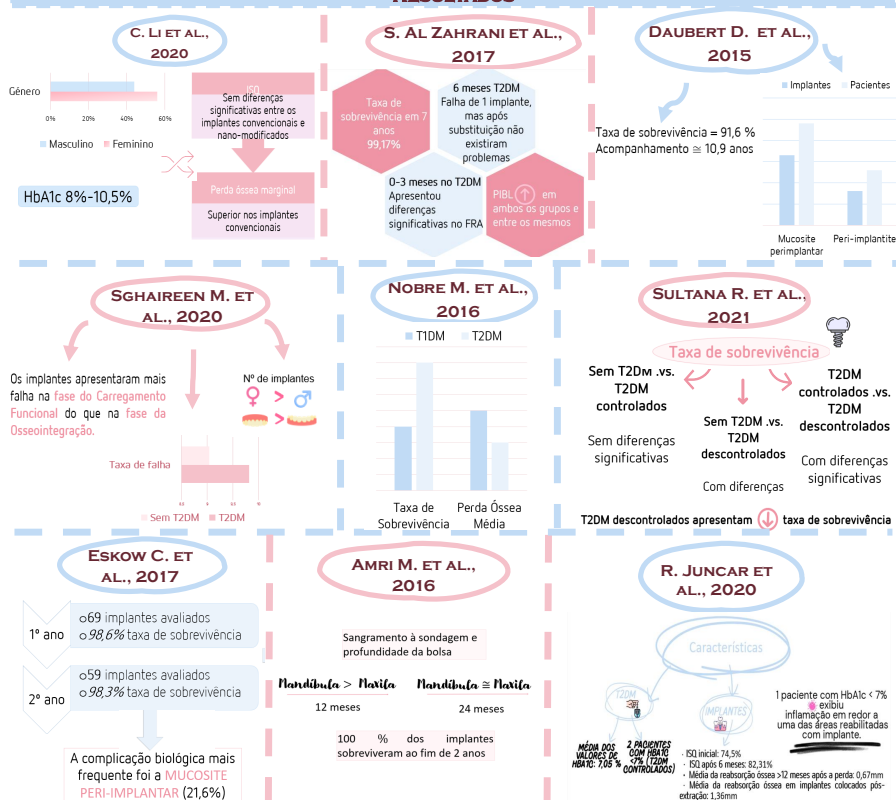 RESULTADOS
C. LI ET AL.,
2020
Género
0%
20%
40%
60%
Masculino
Feminino
HbA1c 8%-10,5%
ISQ
Sem diferenças
significativas entre os
implantes convencionais e
nano-modificados
Perda óssea marginal
Superior nos implantes
convencionais
S. AL ZAHRANI ET AL.,
2017
Taxa de
sobrevivência em 7
anos
99,17%
6 meses T2DM
Falha de 1 implante,
mas após
substituição não
existiram
problemas
0-3 meses no T2DM
Apresentou
diferenças
significativas no FRA
PIBL em
ambos os grupos e
entre os mesmos
DAUBERT D. ET AL.,
2015
Taxa de sobrevivência = 91,6 %
Acompanhamento ≅ 10,9 anos
Implantes
Pacientes
Mucosite
perimplantar
Peri-implantite
SGHAIREEN M. ET
AL., 2020
Os implantes apresentaram mais
falha na fase do Carregamento
Funcional do que na fase da
Osseointegração.
Nº de implantes
♀ > ♂
>
Taxa de falha
Sem T2DM
T2DM
NOBRE M. ET AL.,
2016
T1DM
T2DM
Taxa de
Sobrevivência
Perda Óssea
Média
SULTANA R. ET AL.,
2021
Taxa de sobrevivência
Sem T2DM .vs.
T2DM
controlados
Sem diferenças
significativas
Sem T2DM .vs.
T2DM
descontrolados
Com diferenças
T2DM
controlados .vs.
T2DM
descontrolados
Com diferenças
significativas
T2DM descontrolados apresentam taxa de sobrevivência
ESKOW C. ET
AL., 2017
1º ano
69 implantes avaliados
98,6% taxa de sobrevivência
2º ano
59 implantes avaliados
98,3% taxa de sobrevivência
A complicação biológica mais
frequente foi a MUCOSITE
PERI-IMPLANTAR (21,6%)
AMRI M. ET AL.,
2016
Sangramento à sondagem e
profundidade da bolsa
Mandíbula > Maxila
12 meses
Mandíbula ≅ Maxila
24 meses
100 % dos implantes
sobreviveram ao fim de 2 anos
R. JUNCAR ET
AL., 2020
Características
T2DM
IMPLANTES
MÉDIA DOS
VALORES DE
HBA1C: 7,05 %
2 PACIENTES
COM HBA1C
<7% (T2DM
CONTROLADOS)
1 paciente com HbA1c < 7%
exibiu
inflamação em redor a
uma das áreas reabilitadas
com implante.
· ISQ inicial: 74,5%
· ISQ após 6 meses: 82,31%
· Média da reabsorção óssea >12 meses após a perda: 0,67mm
· Média da reabsorção óssea em implantes colocados pós-
extração: 1,36mm